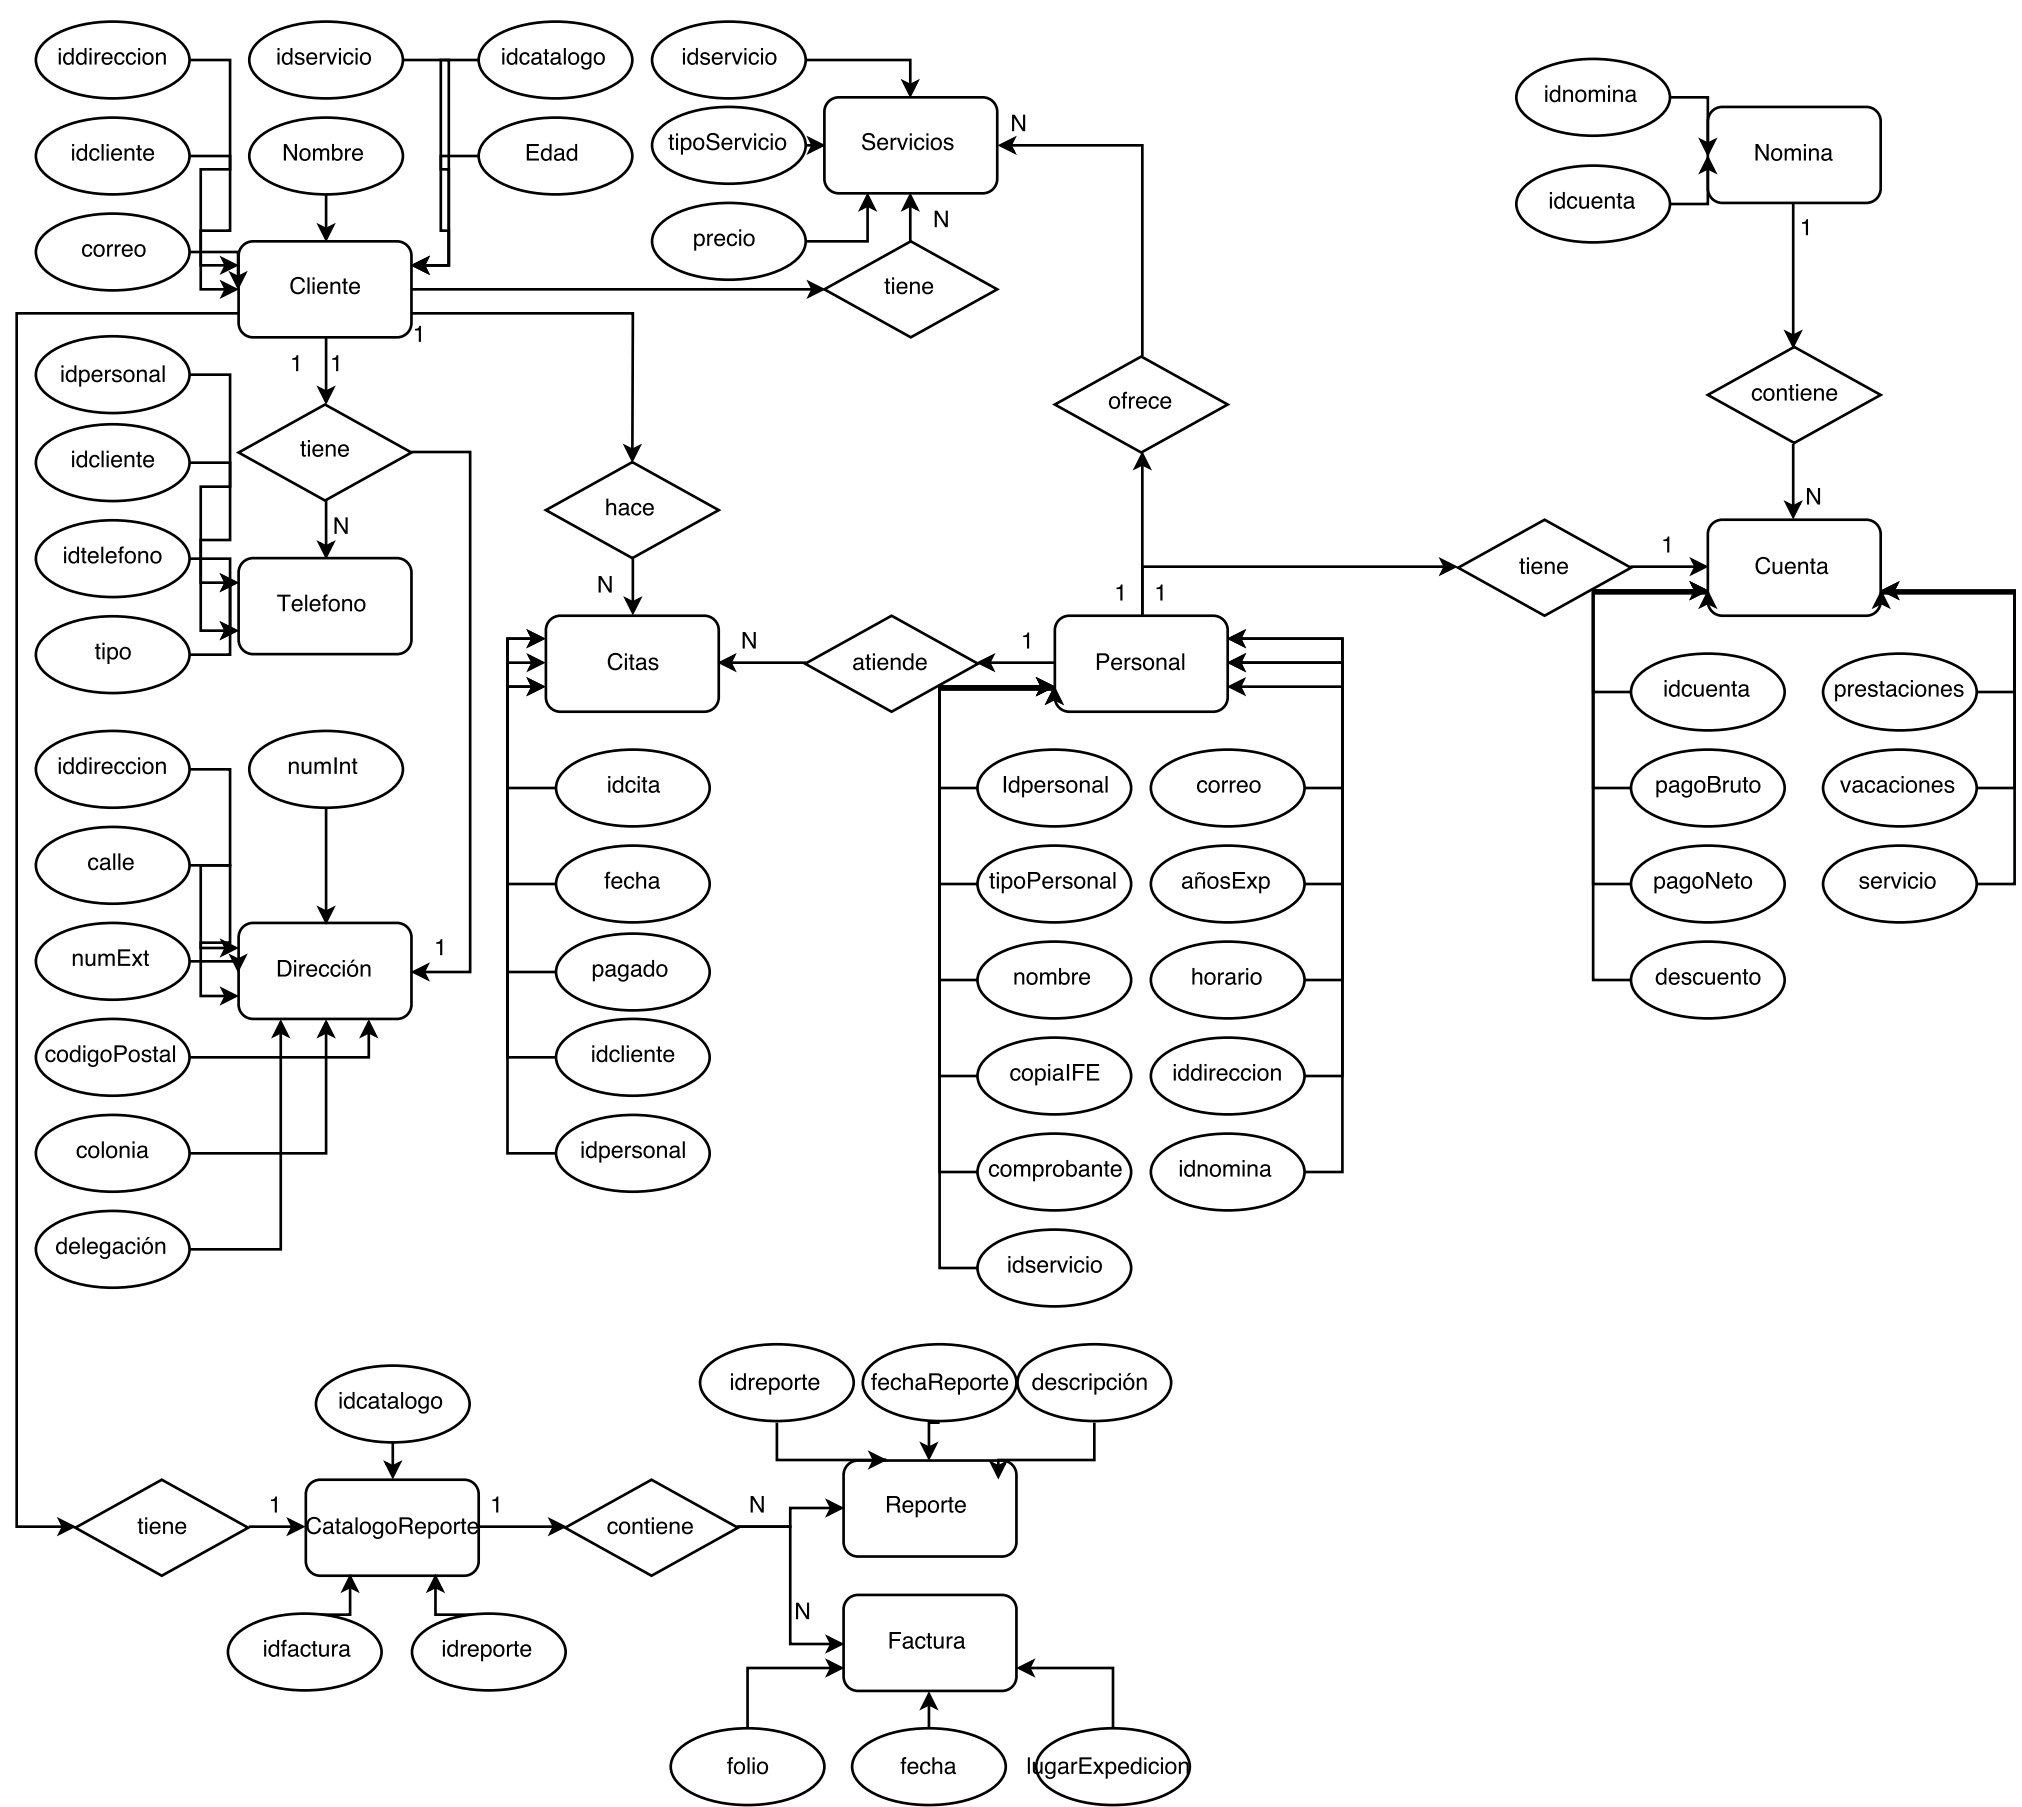 iddireccion
idservicio
idcatalogo
idservicio
idnomina
idcliente
Nombre
Edad
tipoServicio
Servicios
N
Nomina
idcuenta
correo
Cliente
precio
N
tiene
1
1
1
1
idpersonal
tiene
ofrece
contiene
idcliente
hace
N
N
idtelefono
Telefono
N
tipo
Citas
N
atiende
1
1
1
Personal
tiene
1
Cuenta
idcuenta
prestaciones
pagoBruto
vacaciones
pagoNeto
servicio
descuento
iddireccion
numInt
calle
numExt
Dirección
1
codigoPostal
colonia
delegación
idcita
fecha
pagado
idcliente
idpersonal
Idpersonal
correo
tipoPersonal
añosExp
nombre
horario
copiaIFE
iddireccion
comprobante
idnomina
idservicio
idcatalogo
idreporte
fechaReporte
descripción
tiene
1
CatalogoReporte
1
contiene
N
Reporte
idfactura
idreporte
N
Factura
folio
fecha
lugarExpedicion